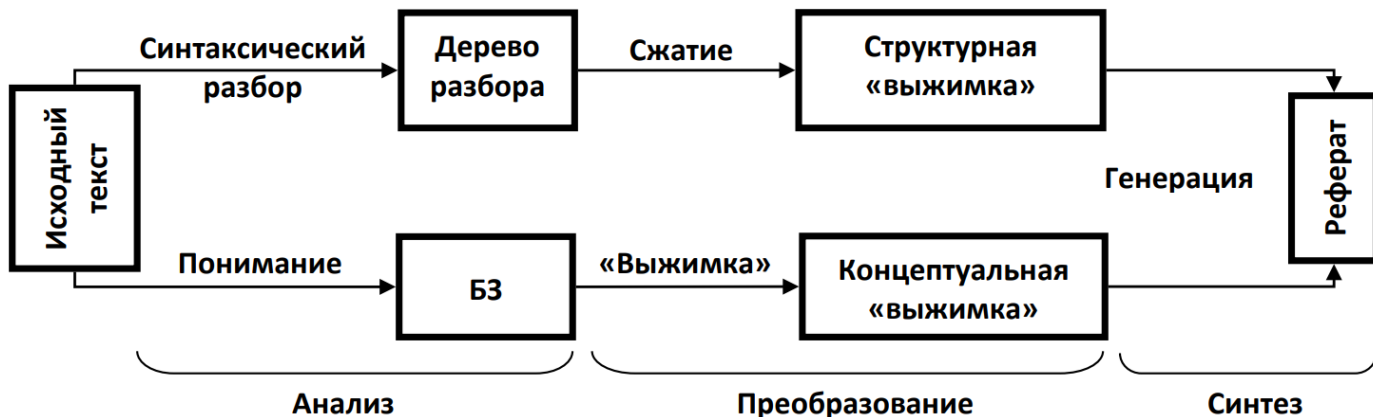 Синтаксический
разбор
Дерево
разбора
Сжатие
Структурная
«выжимка»
Исходный
текст
Генерация
Реферат
Понимание
БЗ
«Выжимка»
Концептуальная
«выжимка»
Анализ
Преобразование
Синтез